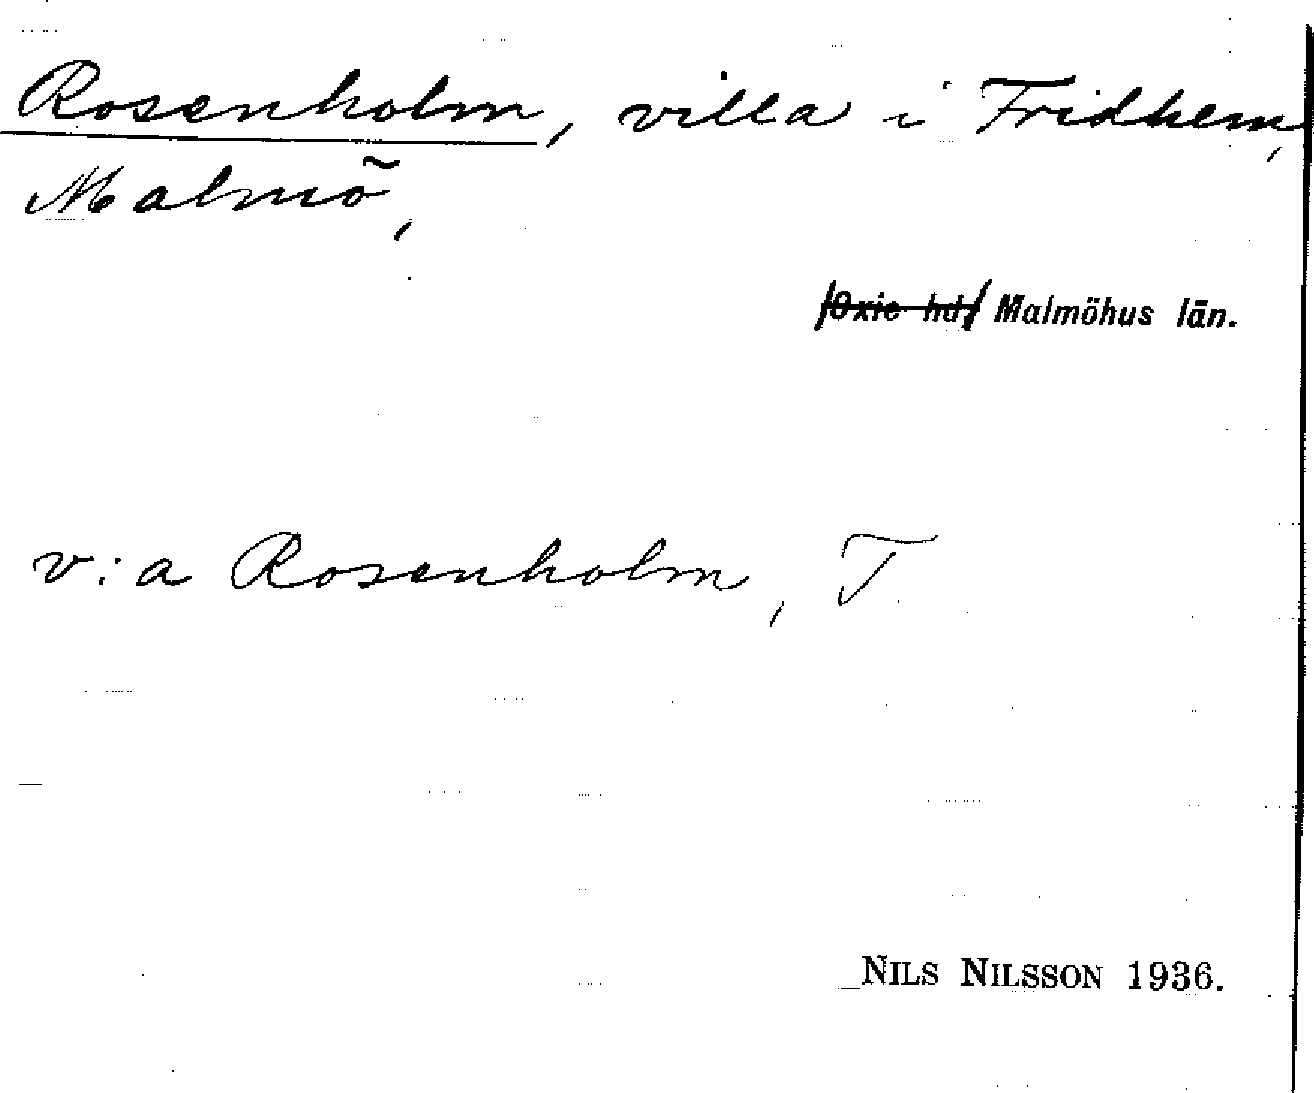 Rosenholm, villa i Fridhem,
Malmö,
/Oxie hd/ Malmöhus län.
v:a Rosenholm, T
NILS NILSSON 1936.